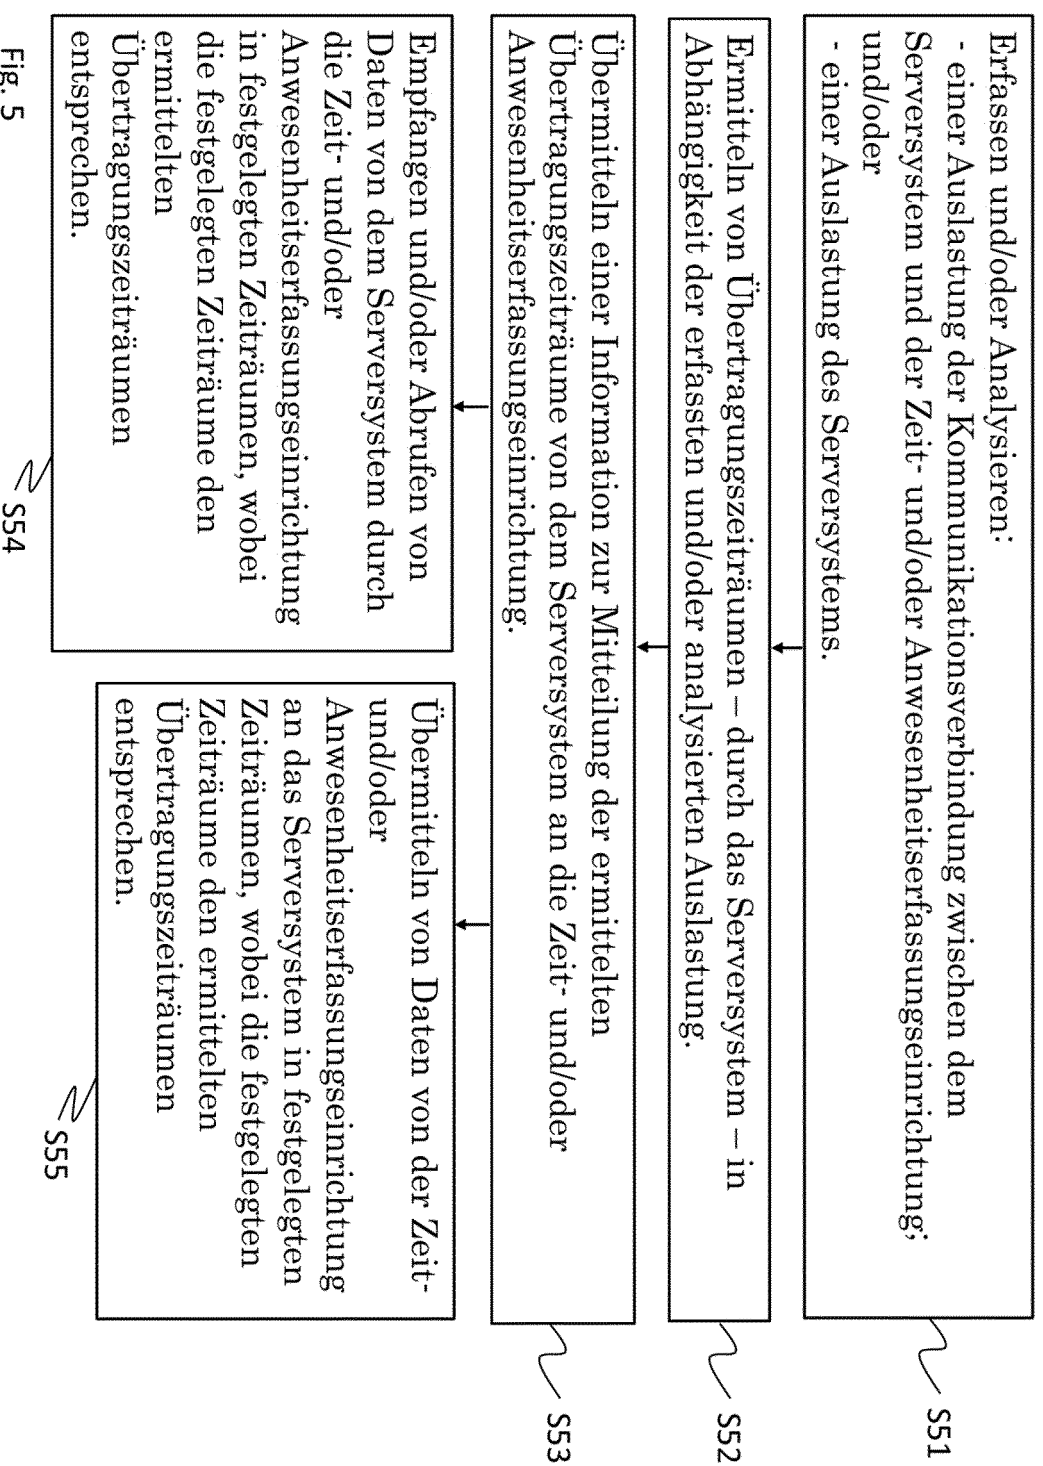 Erfassen und/oder Analysieren:
- einer Auslastung der Kommunikationsverbindung zwischen dem
Serversystem und der Zeit- und/oder Anwesenheitserfassungseinrichtung;
und/oder
- einer Auslastung des Serversystems.
S51
Ermitteln von Übertragungszeiträumen – durch das Serversystem – in
Abhängigkeit der erfassten und/oder analysierten Auslastung.
S52
Übermitteln einer Information zur Mitteilung der ermittelten
Übertragungszeiträume von dem Serversystem an die Zeit- und/oder
Anwesenheitserfassungseinrichtung.
S53
Empfangen und/oder Abrufen von
Daten von dem Serversystem durch
die Zeit- und/oder
Anwesenheitserfassungseinrichtung
in festgelegten Zeiträumen, wobei
die festgelegten Zeiträume den
ermittelten
Übertragungszeiträumen
entsprechen.
S54
Übermitteln von Daten von der Zeit-
und/oder
Anwesenheitserfassungseinrichtung
an das Serversystem in festgelegten
Zeiträumen, wobei die festgelegten
Zeiträume den ermittelten
Übertragungszeiträumen
entsprechen.
S55
Fig. 5